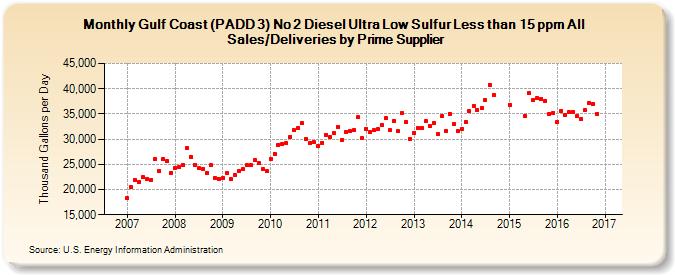 Monthly Gulf Coast (PADD 3) No 2 Diesel Ultra Low Sulfur Less than 15 ppm All
Sales/Deliveries by Prime Supplier
Thousand Gallons per Day
45,000
40,000
35,000
30,000
25,000
20,000
15,000
2007 2008 2009 2010 2011 2012 2013 2014 2015 2016 2017
Source: U.S. Energy Information Administration